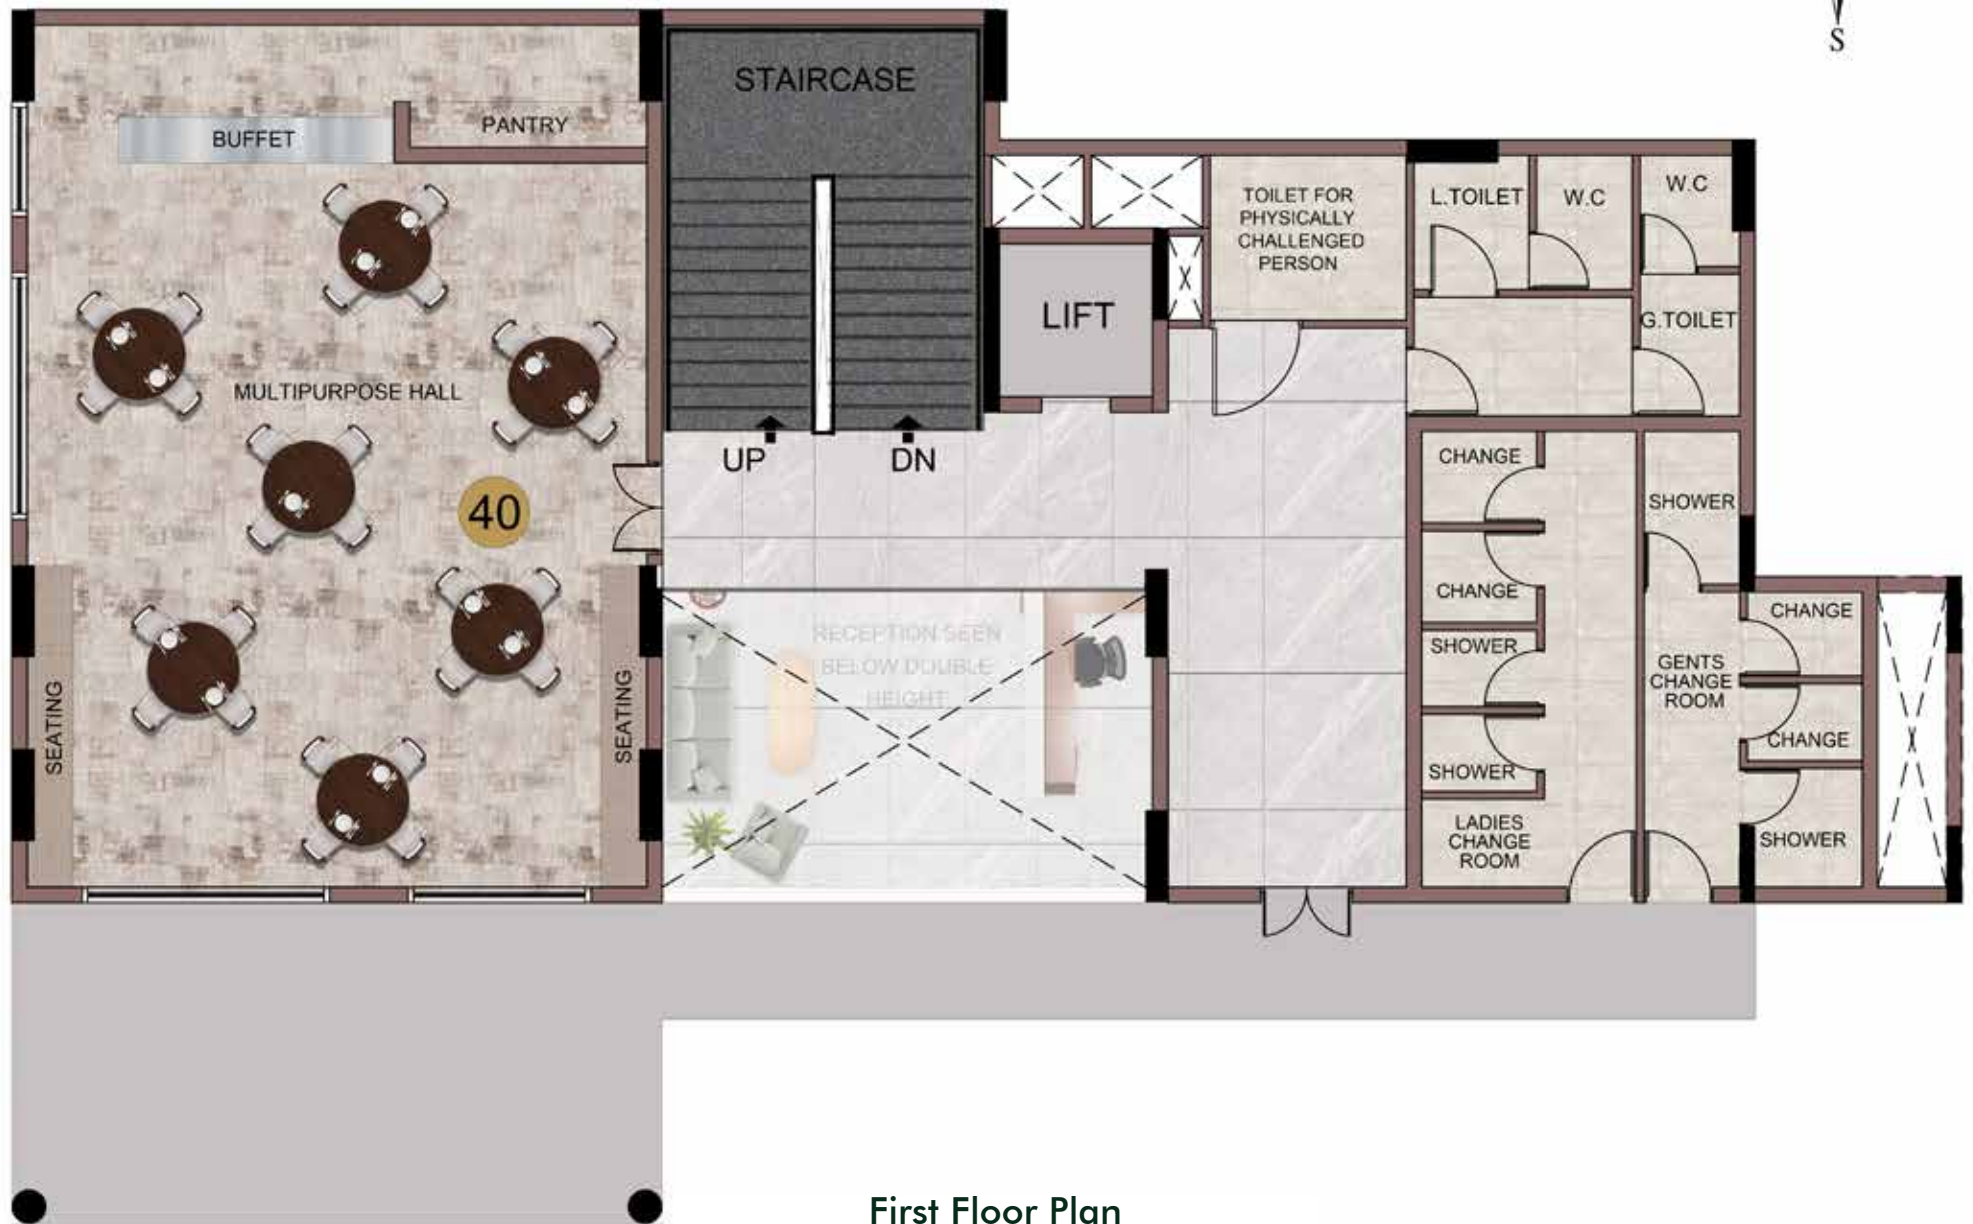 S
STAIRCASE
BUFFET
PANTRY
TOILET FOR
PHYSICALLY
CHALLENGED
PERSON
L.TOILET
W.C
W.C
LIFT
G.TOILET
MULTIPURPOSE HALL
UP
DN
40
CHANGE
SHOWER
CHANGE
CHANGE
RECEPTION SEEN
BELOW DOUBLE
HEIGHT
SHOWER
GENTS
CHANGE
ROOM
SEATING
SEATING
CHANGE
SHOWER
LADIES
CHANGE
ROOM
SHOWER
First Floor Plan